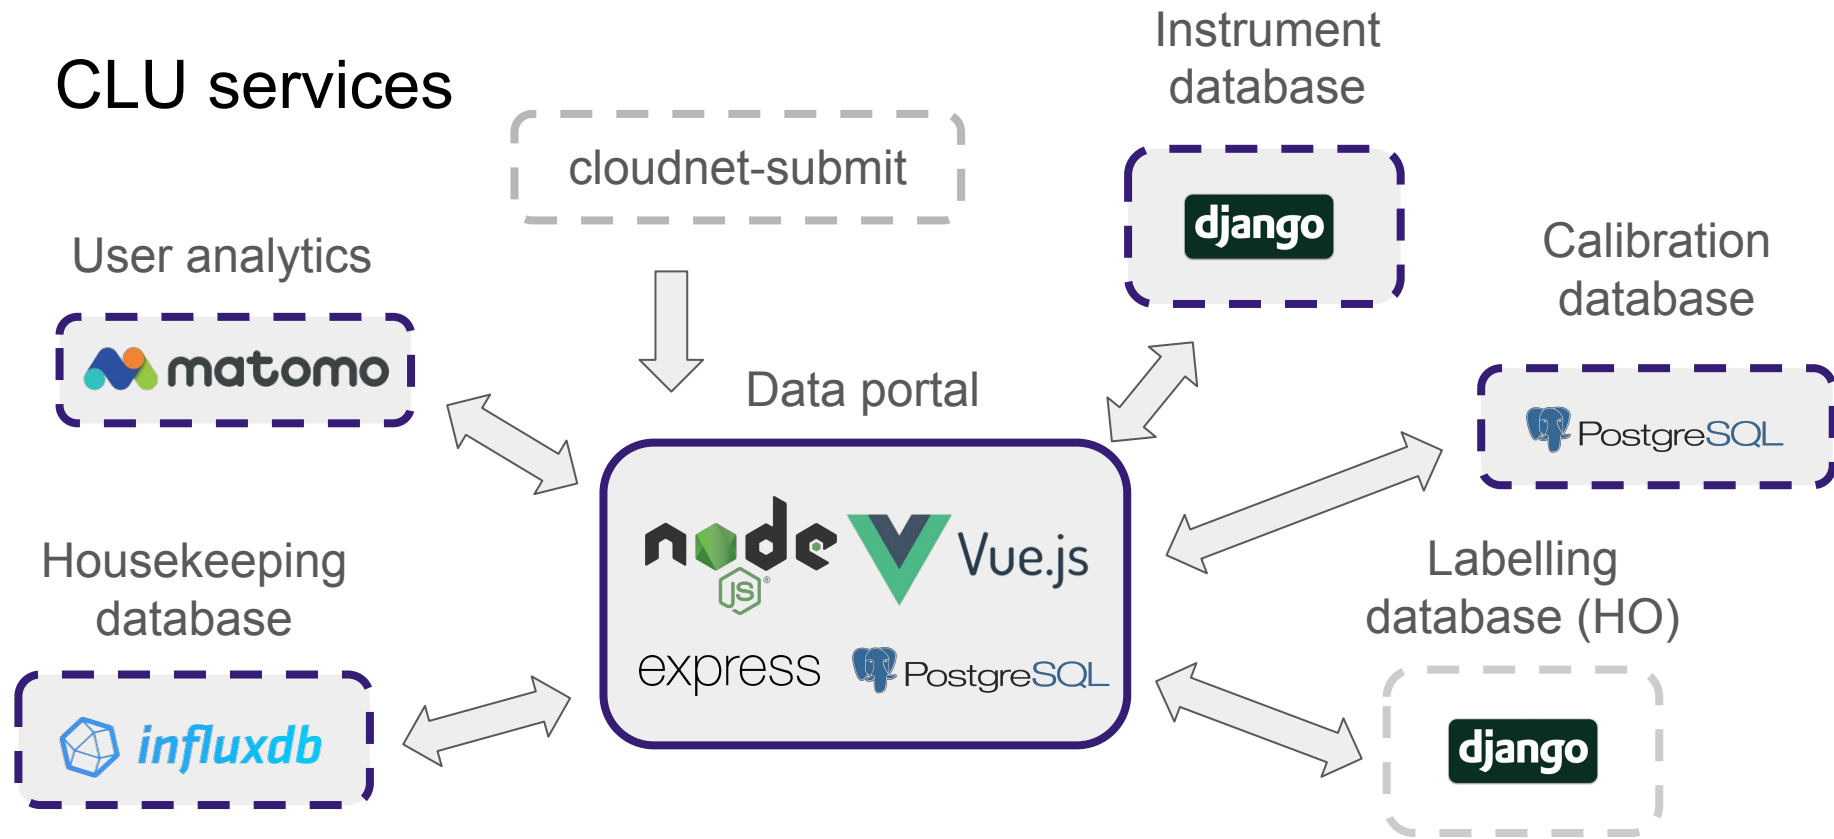 CLU services
cloudnet-submit
Instrument
database
django
User analytics
matomo
Calibration
database
PostgreSQL
Data portal
node
JS®
Vue.js
express
PostgreSQL
Housekeeping
database
influxdb
Labelling
database (HO)
django